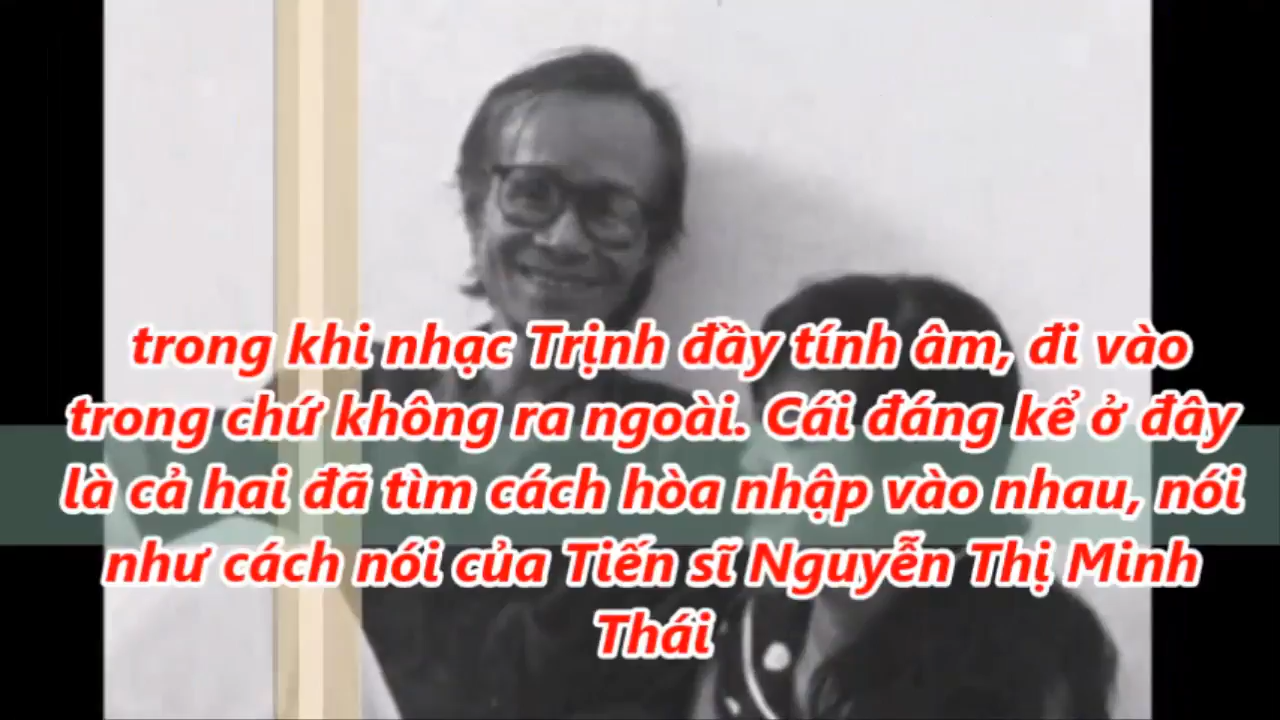 trong khi nhạc Trịnh đầy tính âm, đi vào
trong chứ không ra ngoài. Cái đáng kể ở đây
là cả hai đã tìm cách hòa nhập vào nhau, nói
như cách nói của Tiến sĩ Nguyễn Thị Minh
Thái